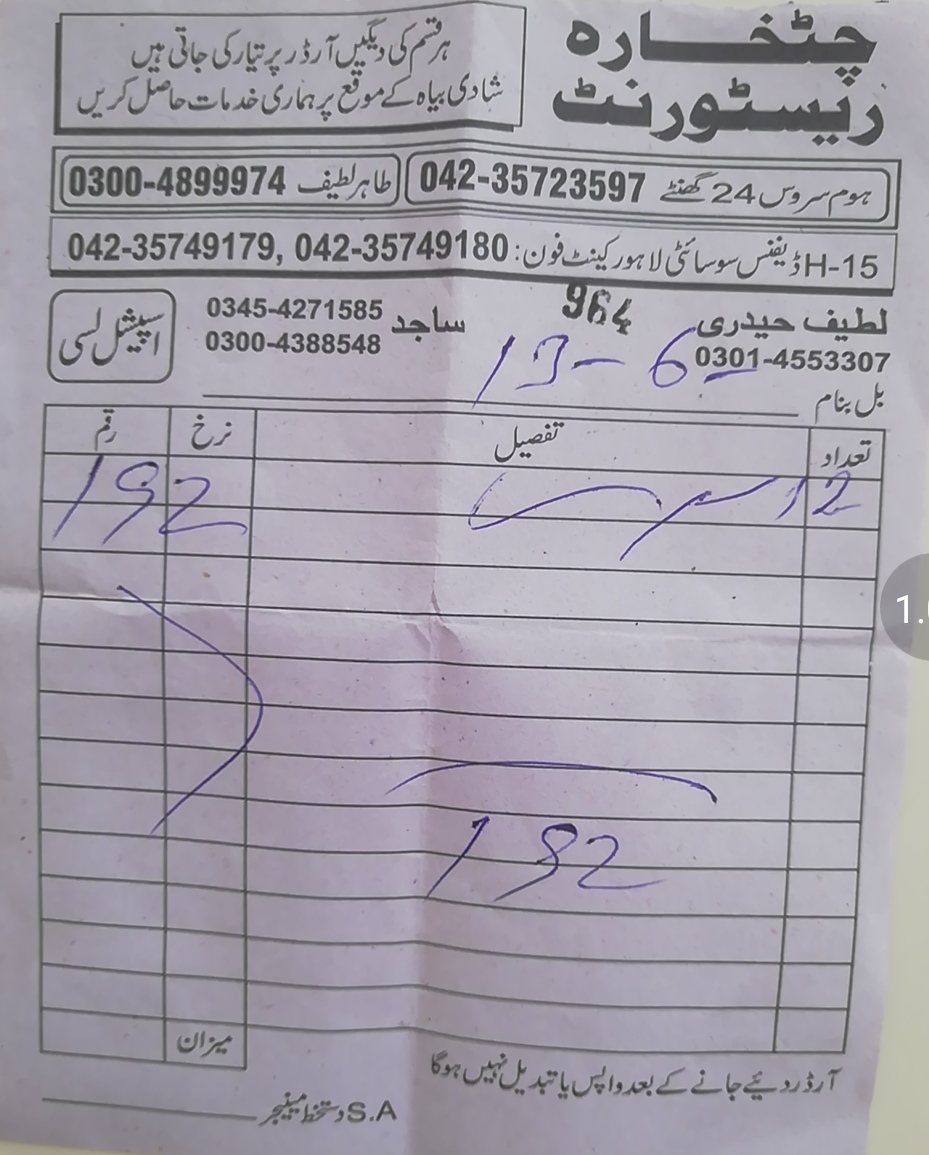 چٹخارہ
ریسٹورنٹ
ہر قسم کی دیگیں آرڈر پر تیار کی جاتی ہیں
شادی بیاہ کے موقع پر ہماری خدمات حاصل کریں
ہوم سروس 24 گھنٹے 042-35723597
طاہر لطیف 0300-4899974
H-15 ڈیفنس سوسائٹی لاہور کینٹ فون: 042-35749179, 042-35749180
964
لطیف حیدری
0301-4553307
ساجد 0345-4271585
0300-4388548
اسپیشل لسی
13-6-
بل بنام
تعداد تفصیل نرخ رقم
12 192
192
میزان
آرڈر دئیے جانے کے بعد واپس یا تبدیل نہیں ہوگا
S.A دستخط مینیجر
1.